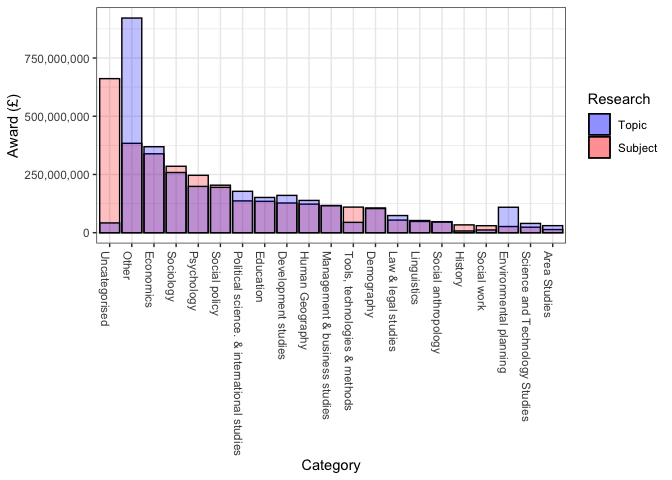 750,000,000
500,000,000
250,000,000
0
Award (£)
Uncategorised
Other
Economics
Sociology
Psychology
Social policy
Political science. & international studies
Education
Development studies
Human Geography
Management & business studies
Tools, technologies & methods
Demography
Law & legal studies
Linguistics
Social anthropology
History
Social work
Environmental planning
Science and Technology Studies
Area Studies
Category
Research
Topic
Subject